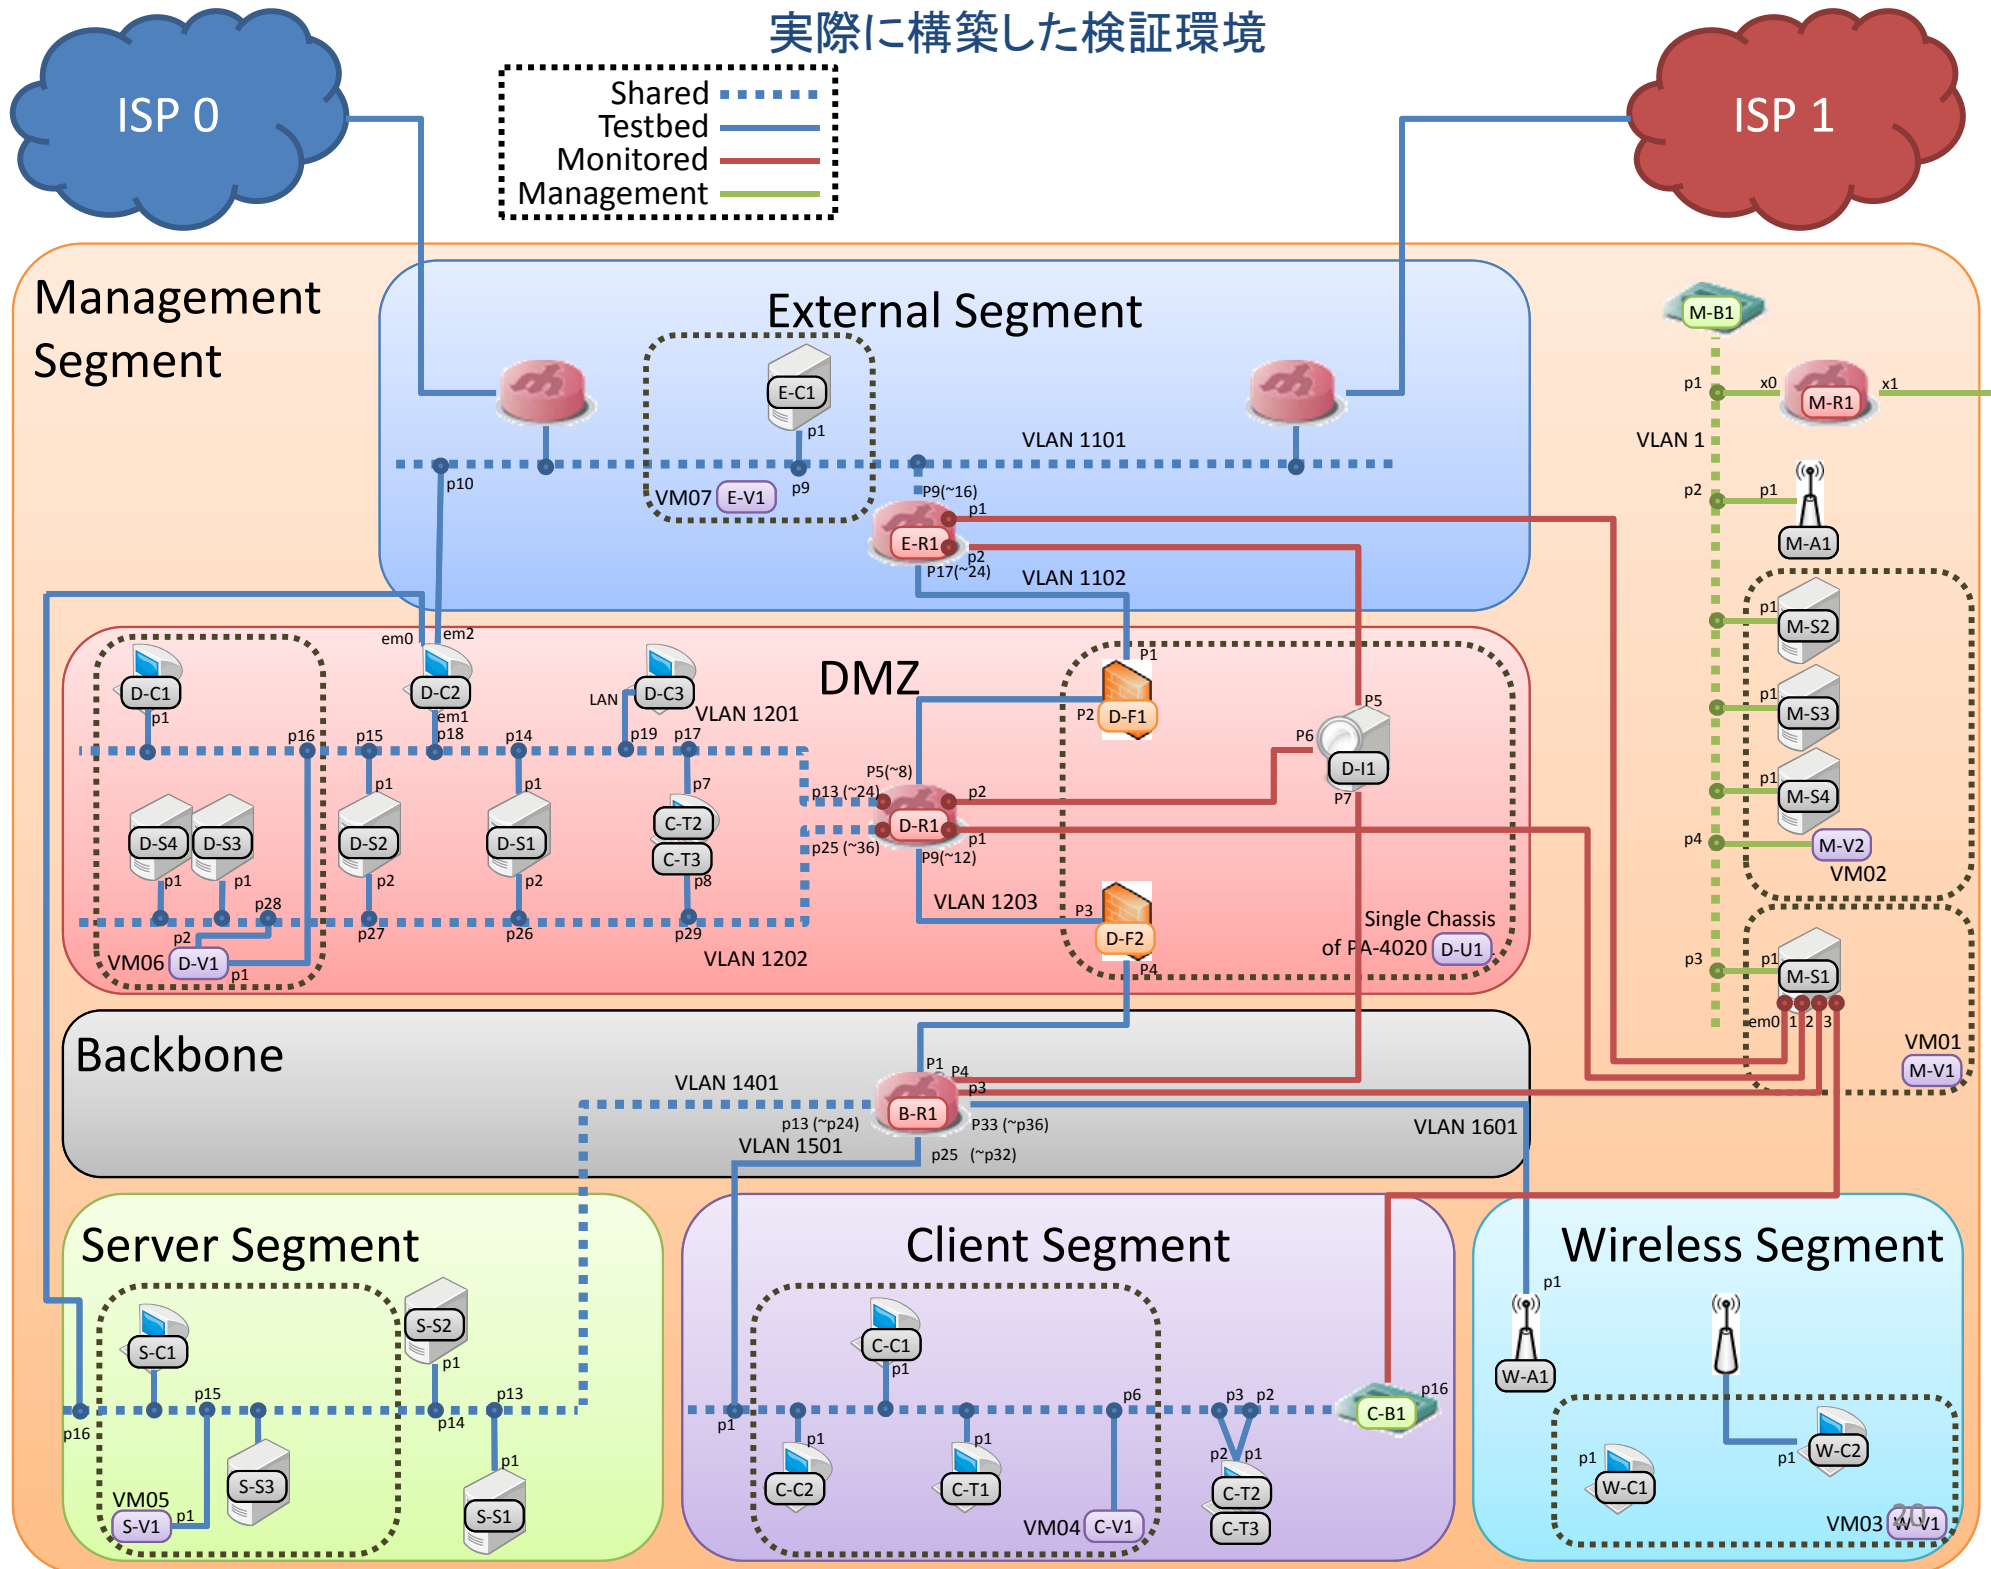 実際に構築した検証環境
ISP 0
ISP 1
Shared
Testbed
Monitored
Management
Management
Segment
External Segment
E-C1
p1
VLAN 1101
p10
p9
VM07
E-V1
P9(~16)
p1
E-R1
p2
P17(~24)
VLAN 1102
M-B1
p1
x0
M-R1
x1
VLAN 1
p2
p1
M-A1
p1
M-S2
p1
M-S3
p1
M-S4
p4
M-V2
VM02
p3
p1
M-S1
em0
1
2
3
VM01
M-V1
DMZ
em0
em2
D-C1
p1
D-C2
em1
p18
LAN
D-C3
VLAN 1201
p16
p15
p14
p19
p17
p1
p1
p7
D-S4
D-S3
D-S2
D-S1
C-T2
C-T3
p1
p1
p2
p2
p8
p28
p27
p26
p29
VLAN 1202
p2
VM06
D-V1
p1
P1
P2
D-F1
P5
P6
D-I1
P7
P5(~8)
p13 (~24)
p2
D-R1
p25 (~36)
p1
P9(~12)
VLAN 1203
P3
D-F2
P4
Single Chassis
of PA-4020
D-U1
Backbone
P1
P4
p3
VLAN 1401
B-R1
p13 (~p24)
P33 (~p36)
VLAN 1501
p25 (~p32)
VLAN 1601
Server Segment
S-C1
S-S2
p1
p15
p13
p16
p14
p1
S-S3
S-S1
VM05
S-V1
p1
Client Segment
C-C1
p1
p6
p3
p2
p16
p1
C-B1
p1
p1
p2
p1
C-C2
C-T1
C-T2
C-T3
VM04
C-V1
Wireless Segment
p1
W-A1
p1
W-C1
p1
W-C2
VM03
W-V1
20